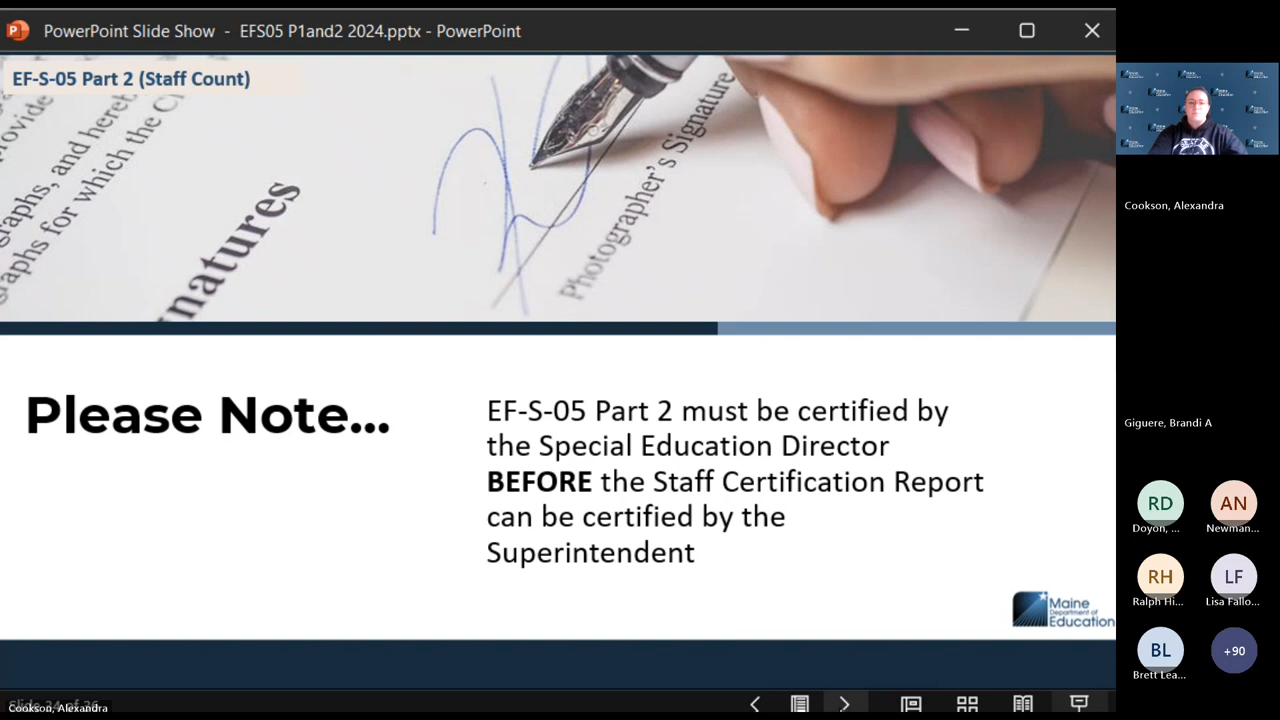 PowerPoint Slide Show - EFS05 P1and2 2024.pptx - PowerPoint
EF-S-05 Part 2 (Staff Count)
Photographer's Signature
Please Note...
EF-S-05 Part 2 must be certified by
the Special Education Director
BEFORE the Staff Certification Report
can be certified by the
Superintendent
Maine
Department of
Education
Cookson, Alexandra
Cookson, Alexandra
Giguere, Brandi A
RD
AN
Doyon, ...
Newman...
RH
LF
Ralph Hi...
Lisa Fallo...
BL
+90
Brett Lea...